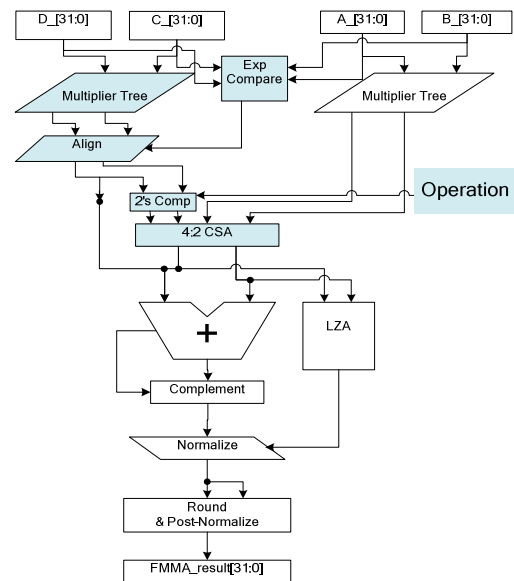 D_[31:0]
C_[31:0]
A_[31:0]
B_[31:0]
Exp
Compare
Multiplier Tree
Multiplier Tree
Align
2's Comp
Operation
4:2 CSA
+
LZA
Complement
Normalize
Round
& Post-Normalize
FMMA_result[31:0]